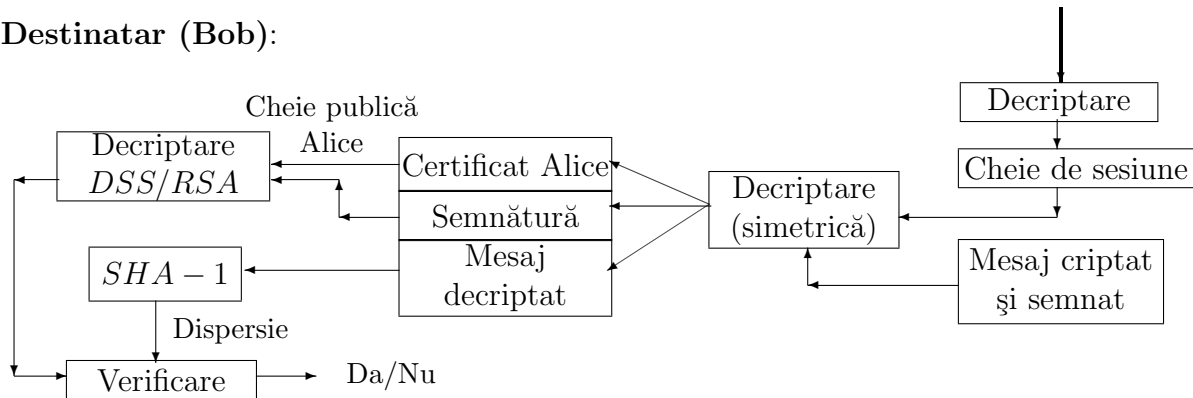 Destinatar (Bob):
Decriptare
Cheie publică
Alice
Decriptare
DSS/RSA
Certificat Alice
Cheie de sesiune
Decriptare
(simetrică)
Semnătură
Mesaj
decriptat
SHA − 1
Mesaj criptat
şi semnat
Dispersie
Verificare
Da/Nu